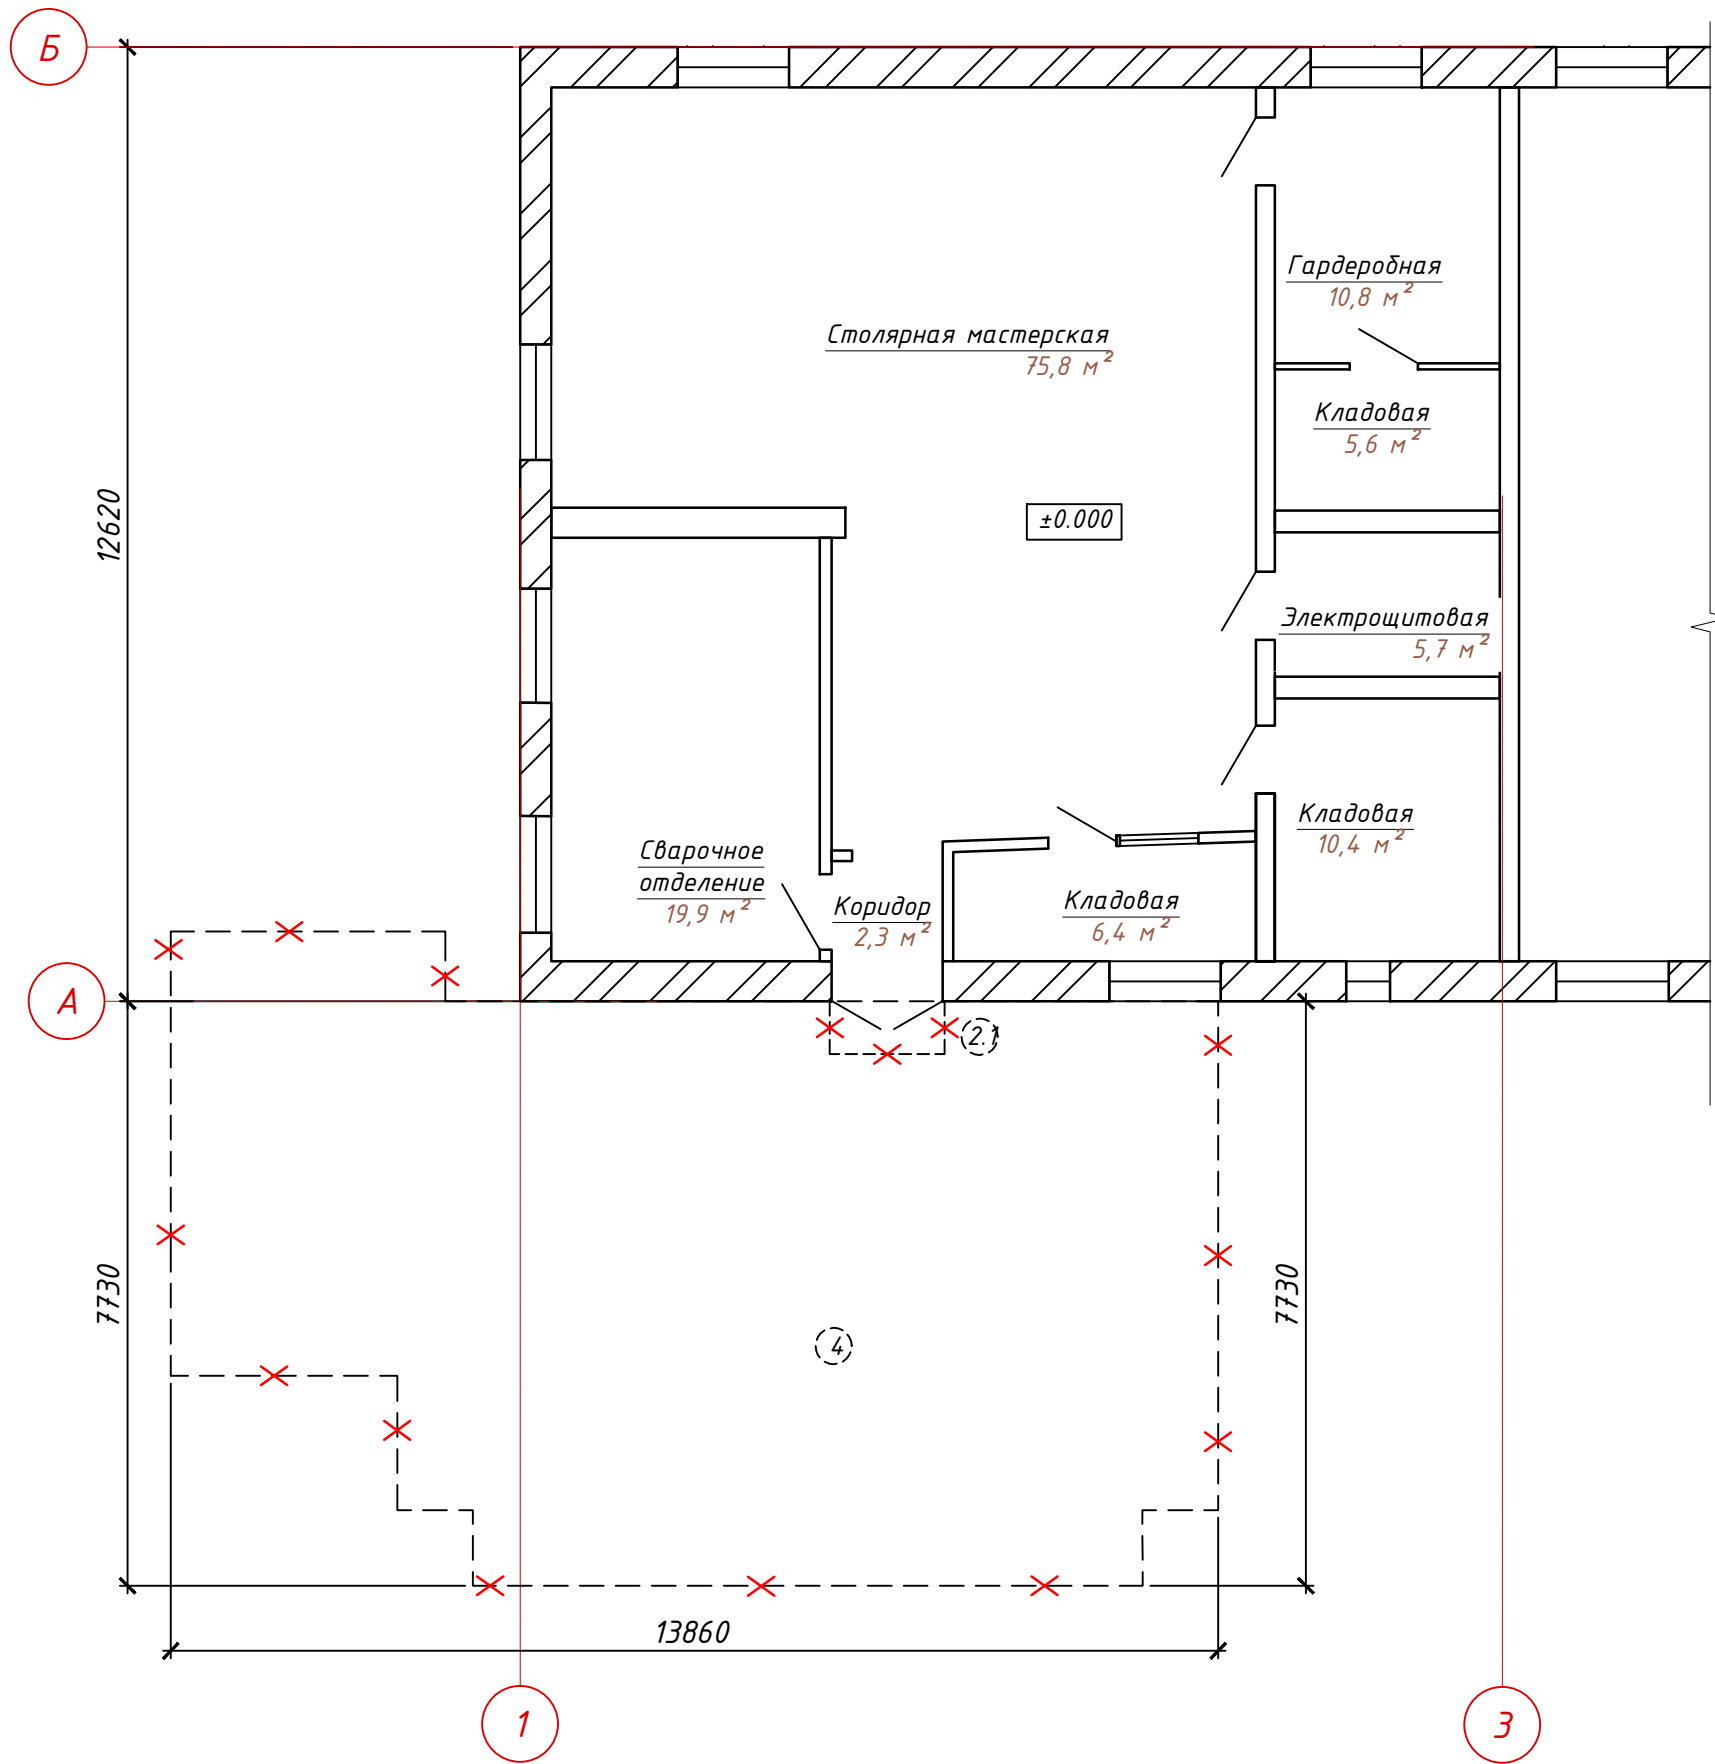 Б
Гардеробная
10,8 м²
Столярная мастерская
75,8 м²
Кладовая
5,6 м²
12620
±0.000
Электрощитовая
5,7 м²
Кладовая
10,4 м²
Сварочное
отделение
19,9 м²
Коридор
2,3 м²
Кладовая
6,4 м²
А
2.1
7730
7730
4
13860
1
3